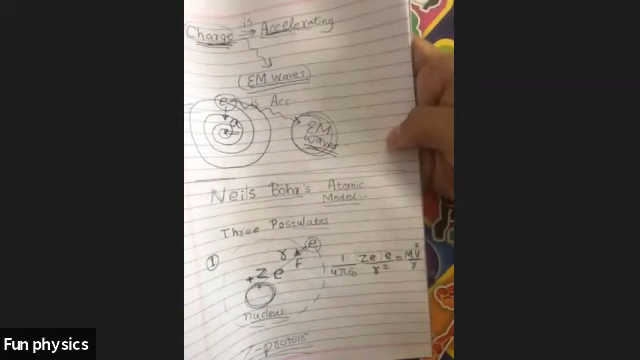 Charge is Accelerating
EM waves
e is Acc
a
EM
waves
Neils Bohr's Atomic
Model
Three Postulates
① e
r
F
+Ze
1/4πε₀ Ze e/r² = MV²/r
nucleus
Z-protons
Fun physics